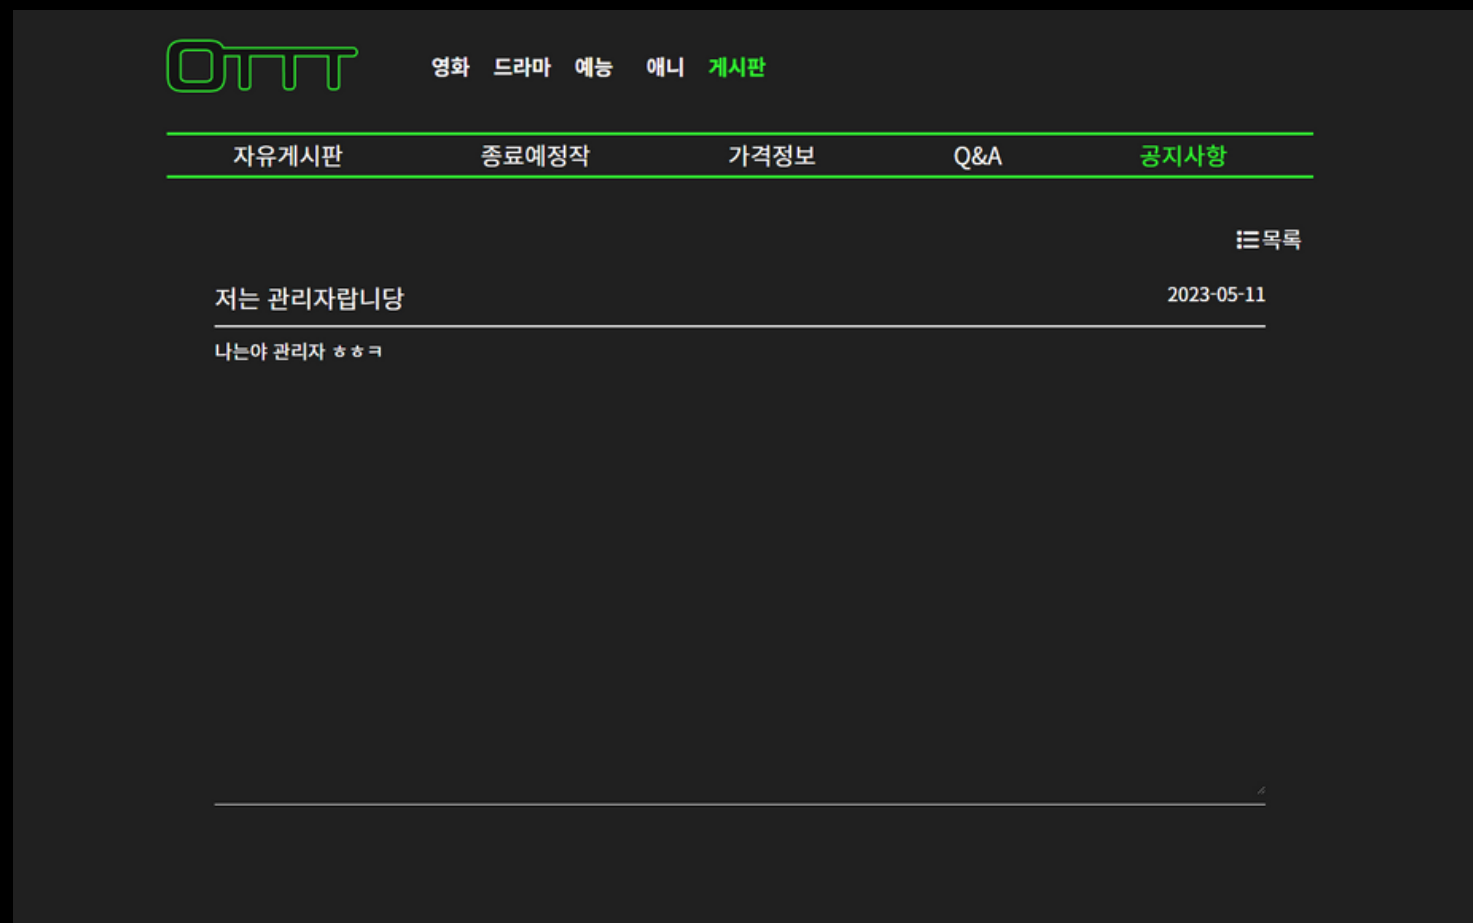 OTTT 영화 드라마 예능 애니 게시판
자유게시판 종료예정작 가격정보 Q&A 공지사항
목록
저는 관리자랍니당 2023-05-11
나는야 관리자 ㅎㅎㅋ